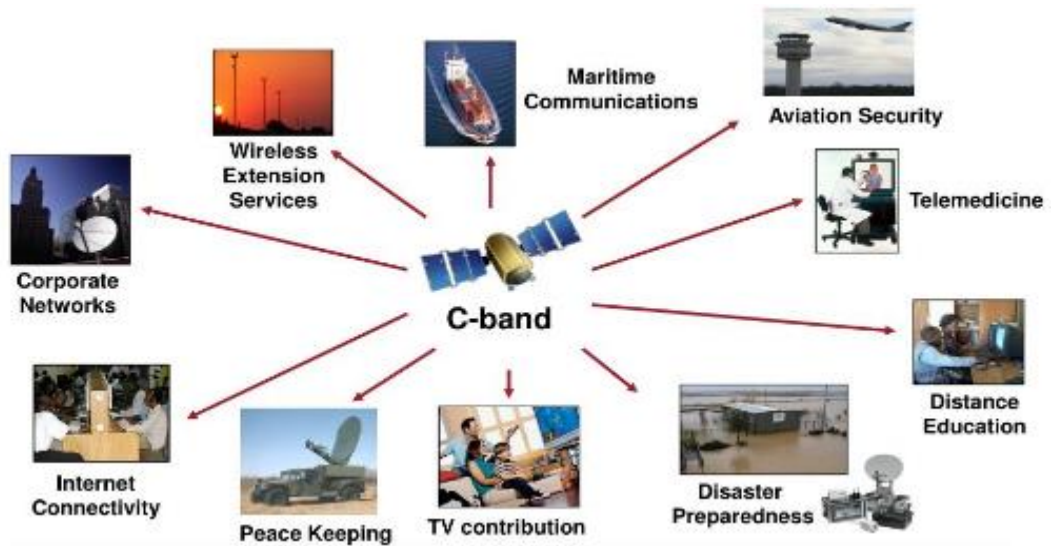 Maritime
Communications
Aviation Security
Wireless
Extension
Services
Telemedicine
Corporate
Networks
C-band
Distance
Education
Internet
Connectivity
Peace Keeping
TV contribution
Disaster
Preparedness